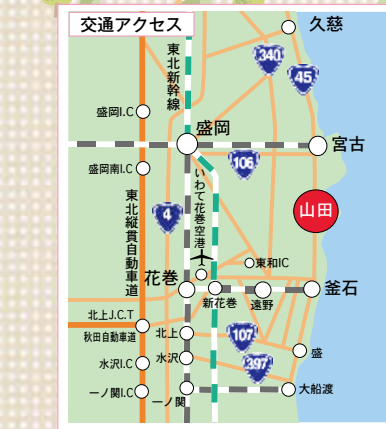 交通アクセス
久慈
東北新幹線
340
45
盛岡I.C
盛岡
宮古
盛岡南I.C
106
いわて花巻空港
4
山田
東北縦貫自動車道
東和IC
花巻
新花巻
遠野
釜石
北上J.C.T
秋田自動車道
北上
107
水沢I.C
水沢
397
盛
一ノ関I.C
一ノ関
大船渡